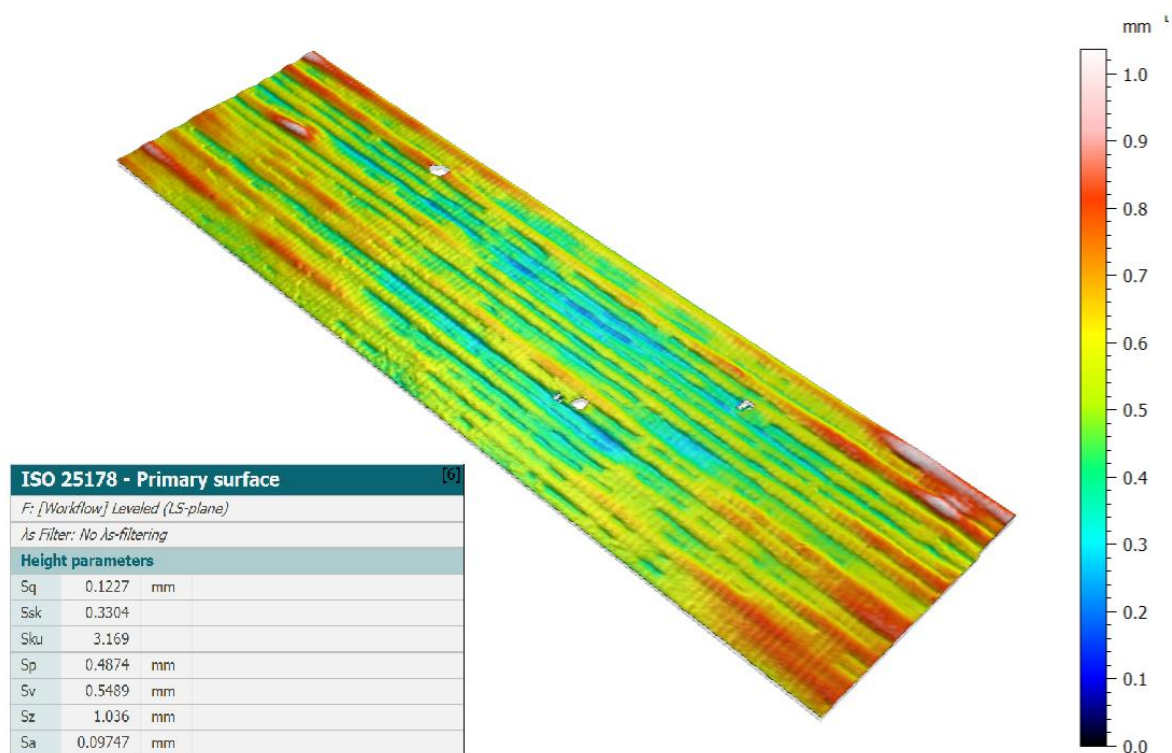 mm
1.0
0.9
0.8
0.7
0.6
0.5
0.4
0.3
0.2
0.1
0.0
ISO 25178 - Primary surface [6]
F: [Workflow] Leveled (LS-plane)
λs Filter: No λs-filtering
Height parameters
Sq 0.1227 mm
Ssk 0.3304
Sku 3.169
Sp 0.4874 mm
Sv 0.5489 mm
Sz 1.036 mm
Sa 0.09747 mm